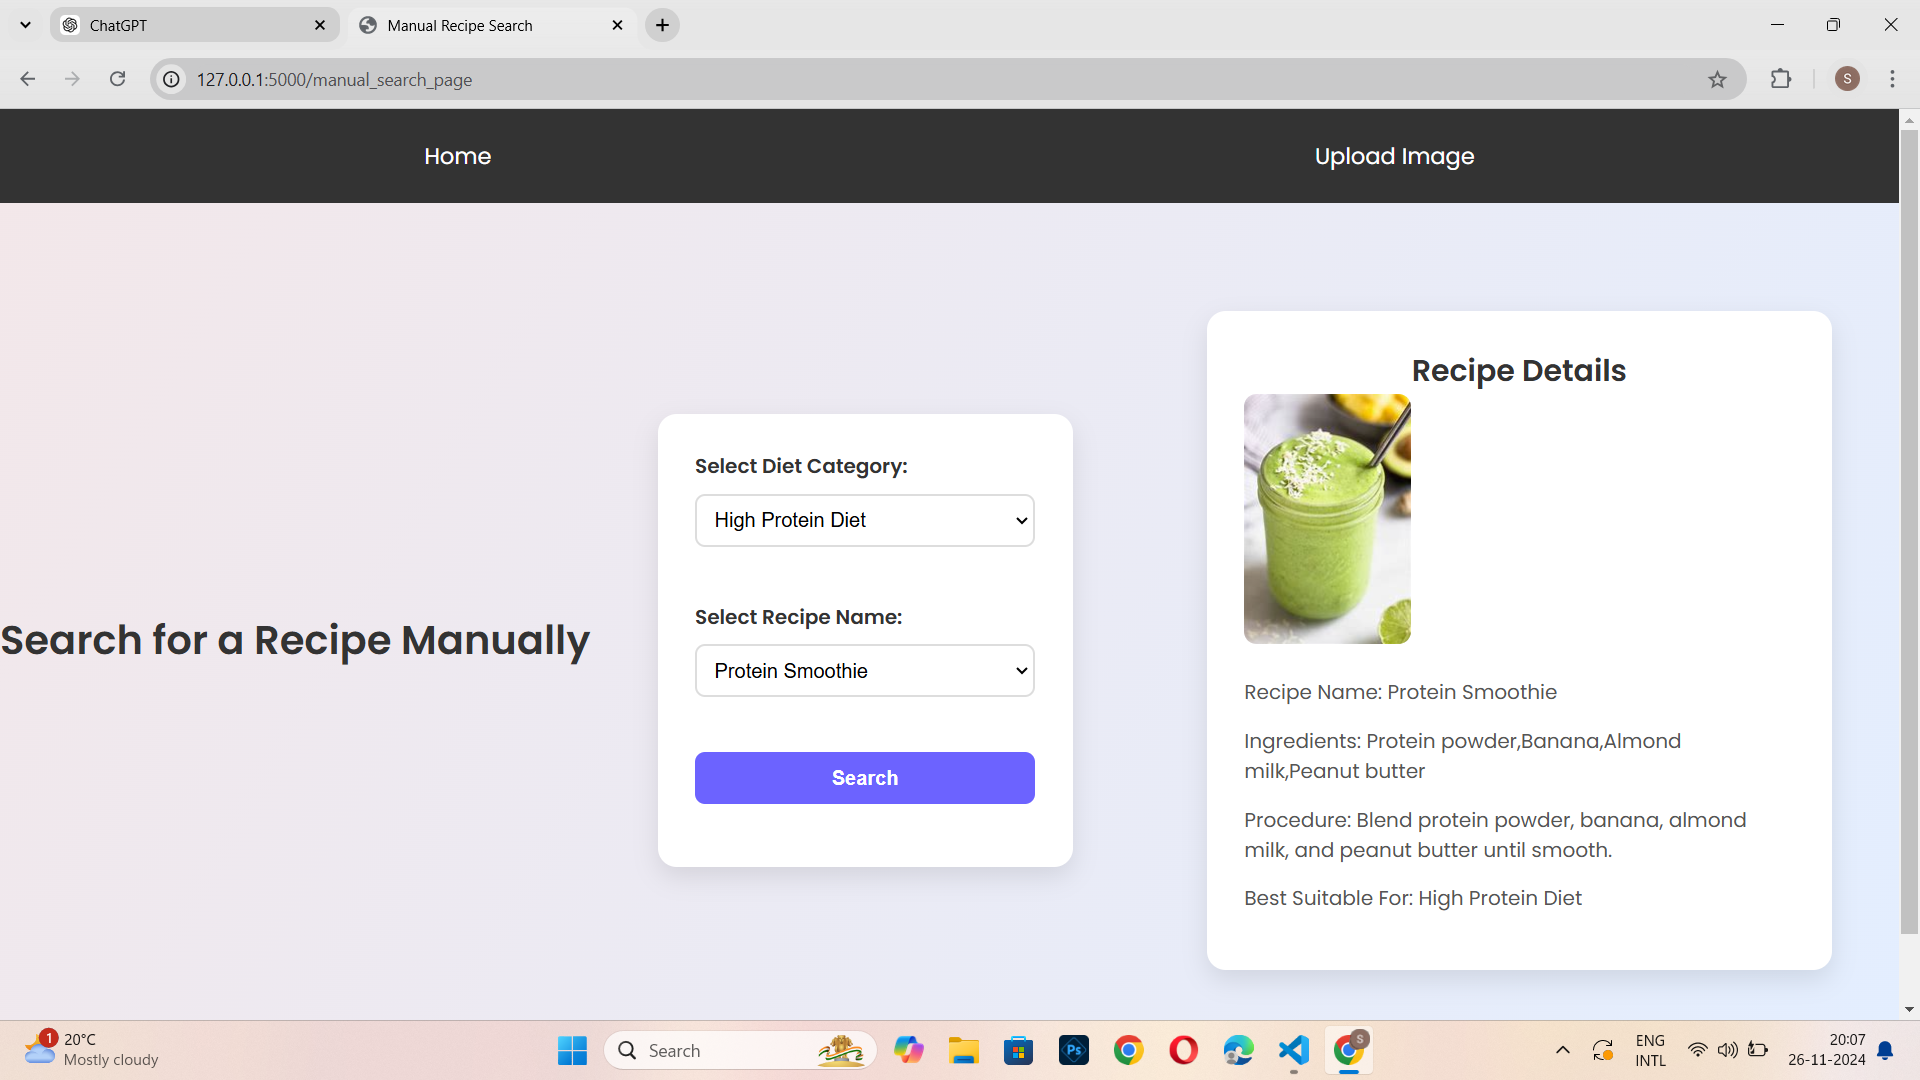 ChatGPT
Manual Recipe Search
127.0.0.1:5000/manual_search_page
S
Home
Upload Image
Search for a Recipe Manually
Select Diet Category:
High Protein Diet
Select Recipe Name:
Protein Smoothie
Search
Recipe Details
Recipe Name: Protein Smoothie
Ingredients: Protein powder,Banana,Almond
milk,Peanut butter
Procedure: Blend protein powder, banana, almond
milk, and peanut butter until smooth.
Best Suitable For: High Protein Diet
1
20°C
Mostly cloudy
Search
Ps
S
ENG
INTL
20:07
26-11-2024